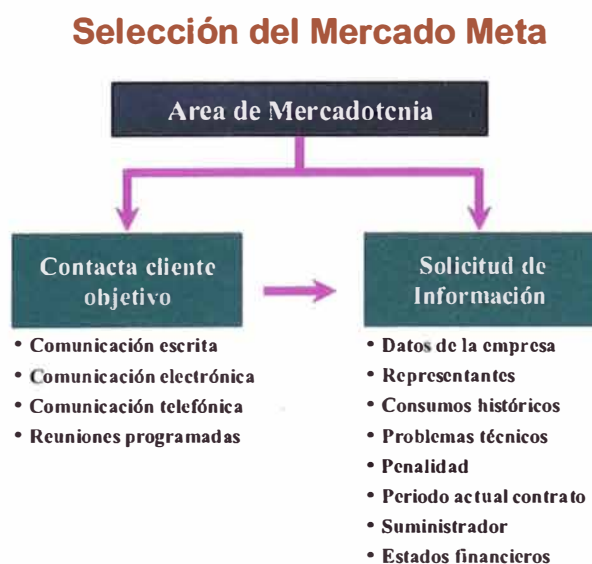 Selección del Mercado Meta
Area de Mercadotcnia
Contacta cliente
objetivo
Solicitud de
Información
• Comunicación escrita
• Comunicación electrónica
• Comunicación telefónica
• Reuniones programadas
• Datos de la empresa
• Representantes
• Consumos históricos
• Problemas técnicos
• Penalidad
• Periodo actual contrato
• Suministrador
• Estados financieros